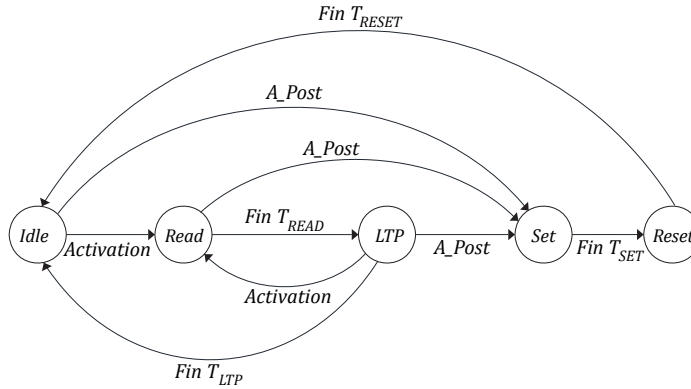 Fin T_RESET
A_Post
A_Post
Idle
Activation
Read
Fin T_READ
LTP
A_Post
Set
Fin T_SET
Reset
Activation
Fin T_LTP